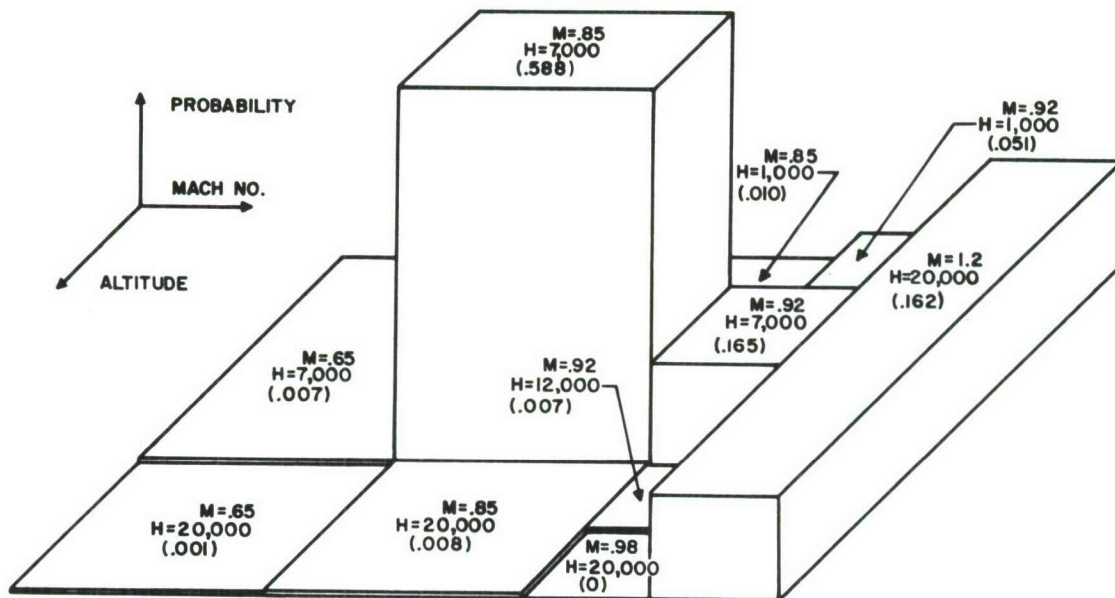 M=.85
H=7,000
(.588)
PROBABILITY
MACH NO.
ALTITUDE
M=.92
H=1,000
(.051)
M=.85
H=1,000
(.010)
M=1.2
H=20,000
(.162)
M=.92
H=7,000
(.165)
M=.65
H=7,000
(.007)
M=.92
H=12,000
(.007)
M=.65
H=20,000
(.001)
M=.85
H=20,000
(.008)
M=.98
H=20,000
(0)